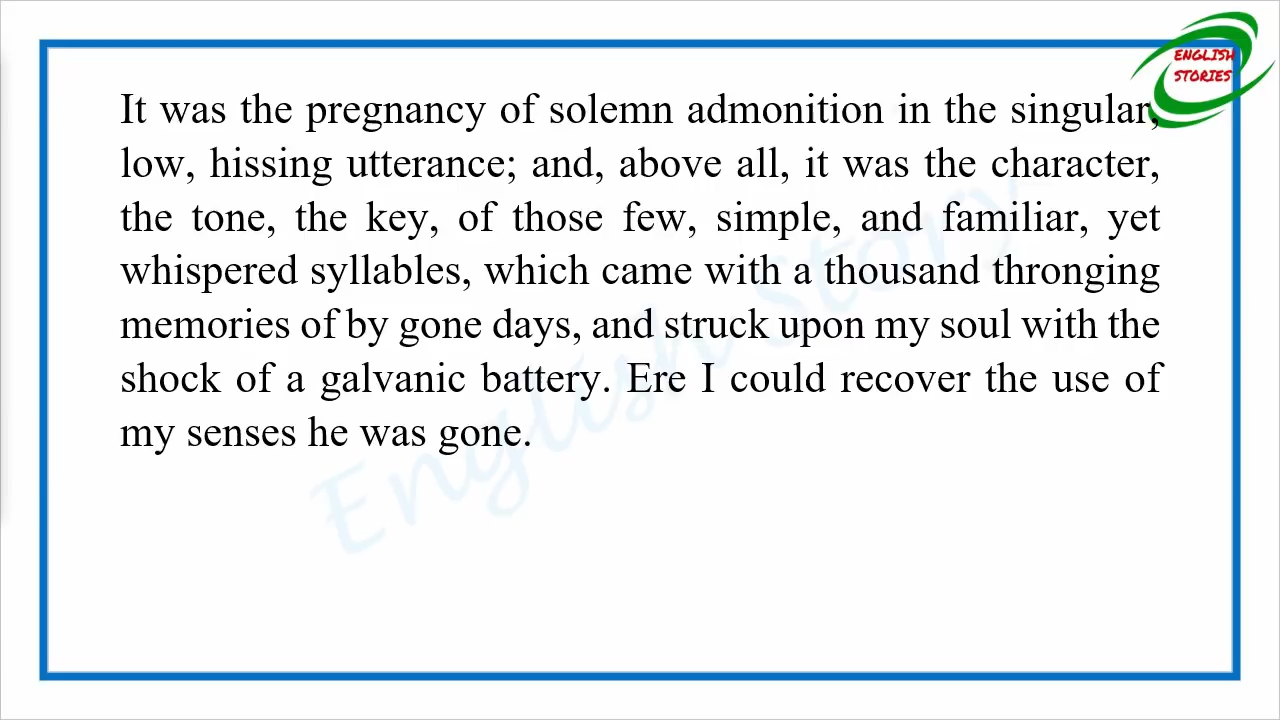 ENGLISH
STORIES
It was the pregnancy of solemn admonition in the singular,
low, hissing utterance; and, above all, it was the character,
the tone, the key, of those few, simple, and familiar, yet
whispered syllables, which came with a thousand thronging
memories of by gone days, and struck upon my soul with the
shock of a galvanic battery. Ere I could recover the use of
my senses he was gone.
English Story